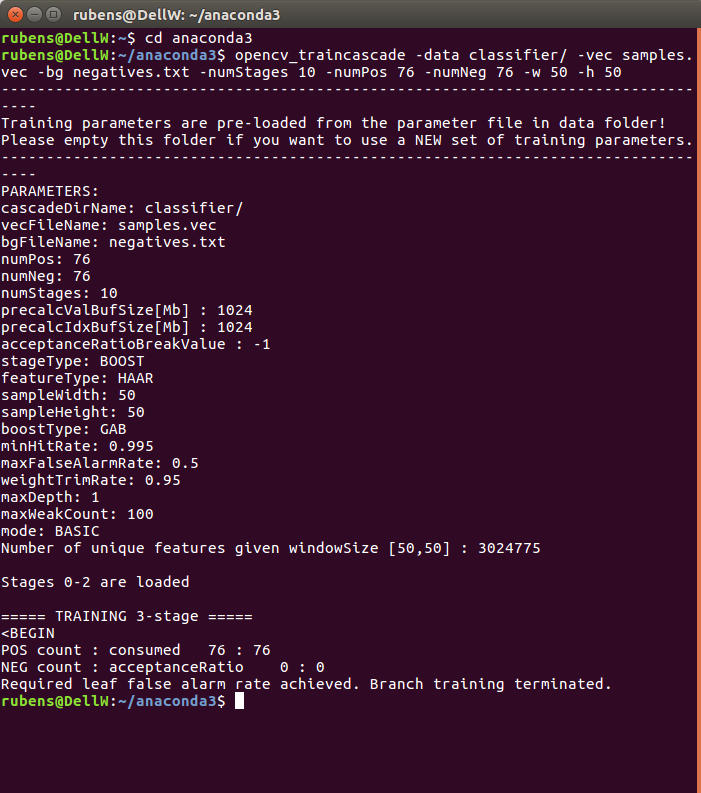 rubens@DellW: ~/anaconda3
rubens@DellW:~$ cd anaconda3
rubens@DellW:~/anaconda3$ opencv_traincascade -data classifier/ -vec samples.
vec -bg negatives.txt -numStages 10 -numPos 76 -numNeg 76 -w 50 -h 50
-----------------------------------------------------------------------------
----
Training parameters are pre-loaded from the parameter file in data folder!
Please empty this folder if you want to use a NEW set of training parameters.
-----------------------------------------------------------------------------
----
PARAMETERS:
cascadeDirName: classifier/
vecFileName: samples.vec
bgFileName: negatives.txt
numPos: 76
numNeg: 76
numStages: 10
precalcValBufSize[Mb] : 1024
precalcIdxBufSize[Mb] : 1024
acceptanceRatioBreakValue : -1
stageType: BOOST
featureType: HAAR
sampleWidth: 50
sampleHeight: 50
boostType: GAB
minHitRate: 0.995
maxFalseAlarmRate: 0.5
weightTrimRate: 0.95
maxDepth: 1
maxWeakCount: 100
mode: BASIC
Number of unique features given windowSize [50,50] : 3024775
Stages 0-2 are loaded
===== TRAINING 3-stage =====
<BEGIN
POS count : consumed   76 : 76
NEG count : acceptanceRatio    0 : 0
Required leaf false alarm rate achieved. Branch training terminated.
rubens@DellW:~/anaconda3$